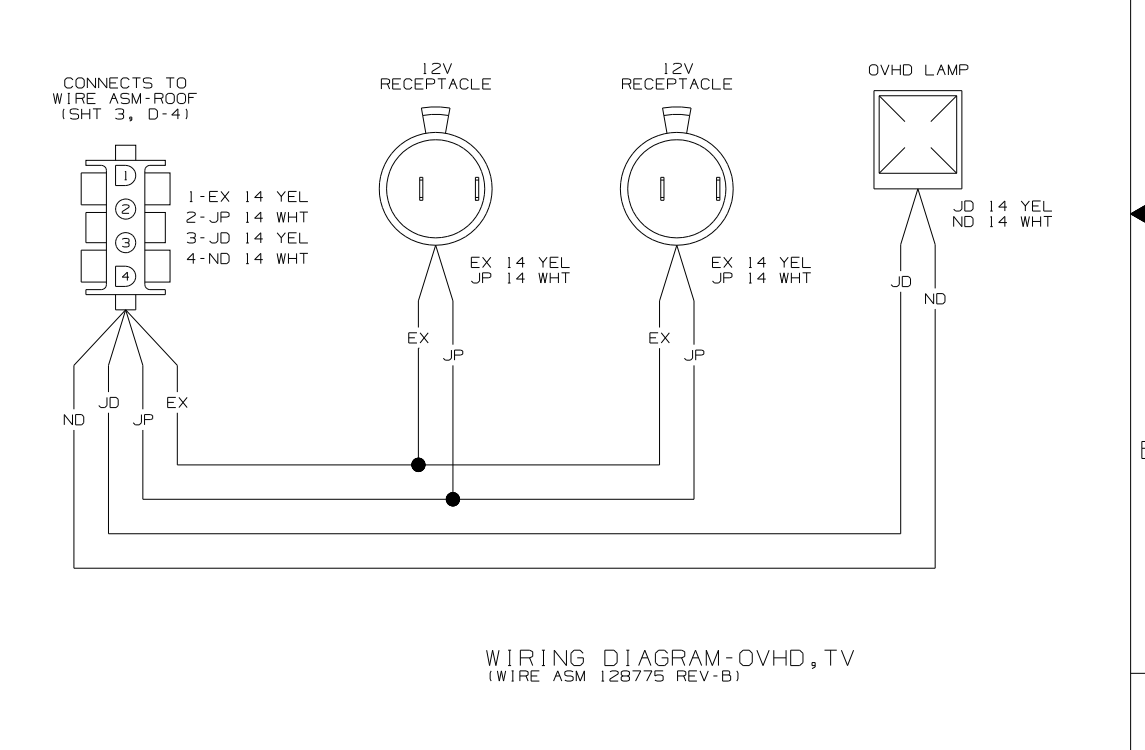 CONNECTS TO
WIRE ASM-ROOF
(SHT 3, D-4)
12V
RECEPTACLE
12V
RECEPTACLE
OVHD LAMP
1
2
3
4
1-EX 14 YEL
2-JP 14 WHT
3-JD 14 YEL
4-ND 14 WHT
EX 14 YEL
JP 14 WHT
EX 14 YEL
JP 14 WHT
JD 14 YEL
ND 14 WHT
JD
ND
EX
JP
EX
JP
ND
JD
JP
EX
WIRING DIAGRAM-OVHD,TV
(WIRE ASM 128775 REV-B)